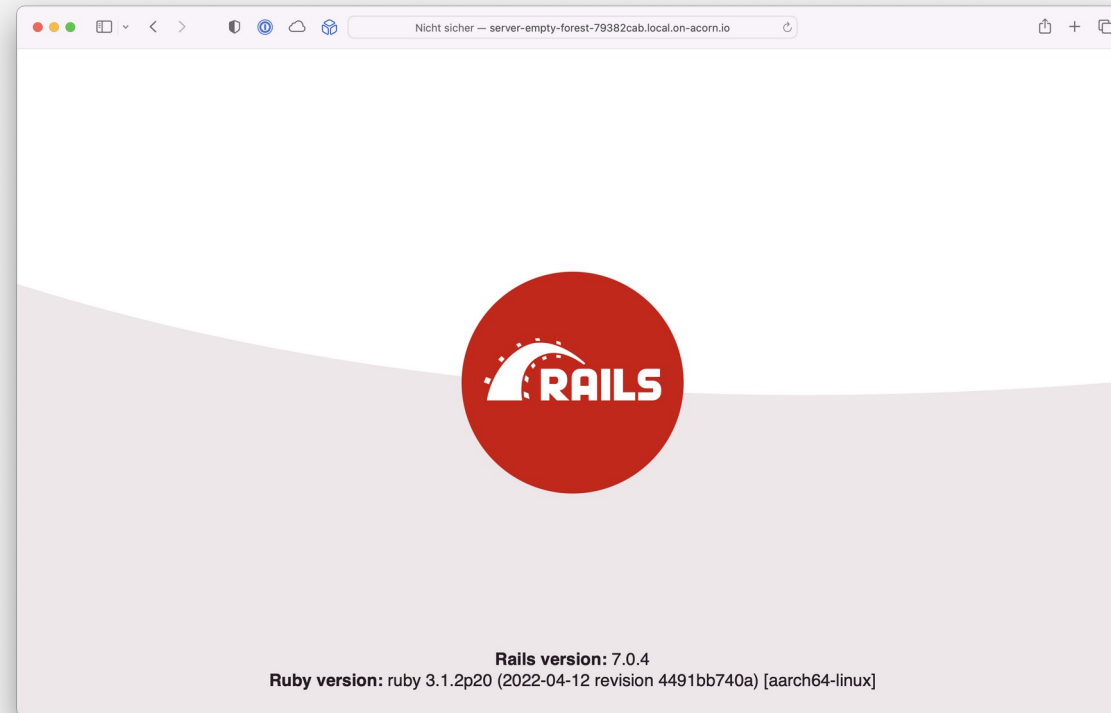 Nicht sicher — server-empty-forest-79382cab.local.on-acorn.io
RAILS
Rails version: 7.0.4
Ruby version: ruby 3.1.2p20 (2022-04-12 revision 4491bb740a) [aarch64-linux]